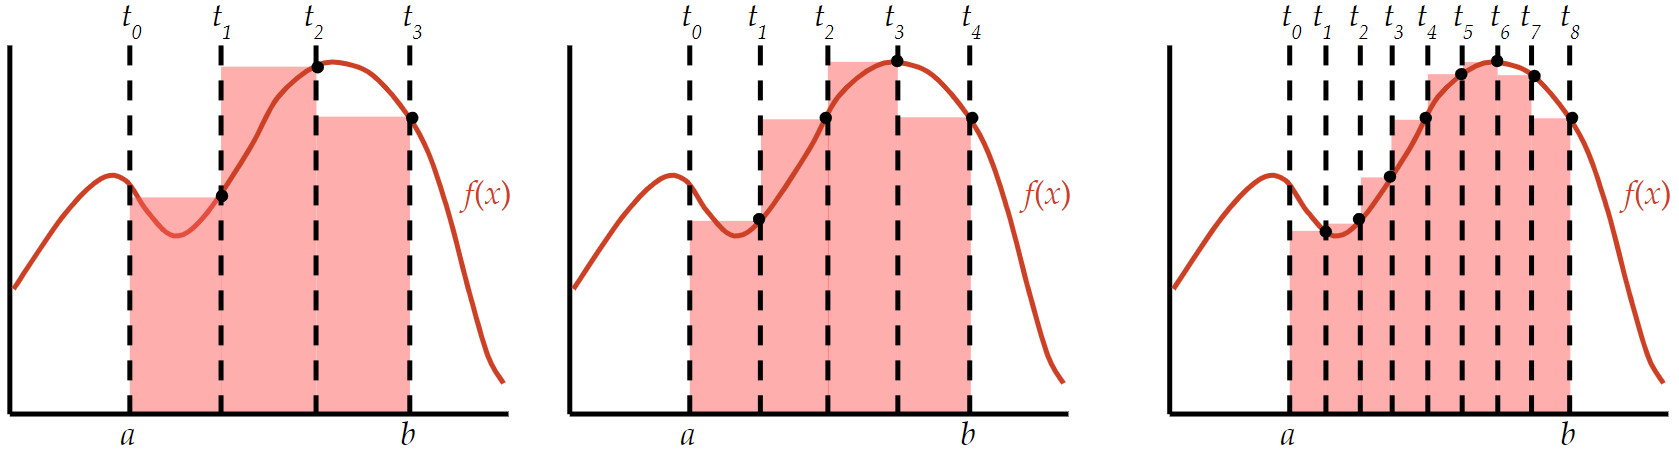 t₀ t₁ t₂ t₃
f(x)
a b
t₀ t₁ t₂ t₃ t₄
f(x)
a b
t₀ t₁ t₂ t₃ t₄ t₅ t₆ t₇ t₈
f(x)
a b